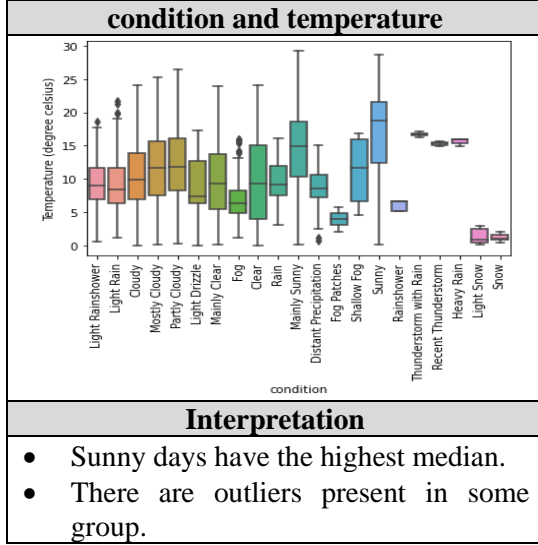 condition and temperature
30
25
20
15
10
5
0
Temperature (degree celsius)
Light Rainshower
Light Rain
Cloudy
Mostly Cloudy
Partly Cloudy
Light Drizzle
Mainly Clear
Fog
Clear
Rain
Mainly Sunny
Distant Precipitation
Fog Patches
Shallow Fog
Sunny
Rainshower
Thunderstorm with Rain
Recent Thunderstorm
Heavy Rain
Light Snow
Snow
condition
Interpretation
• Sunny days have the highest median.
• There are outliers present in some
group.